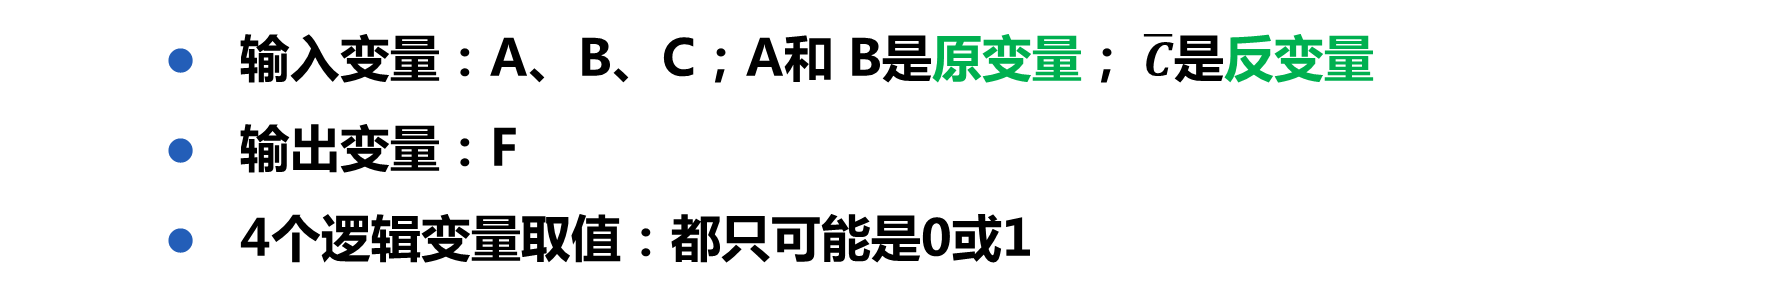 ● 输入变量：A、B、C；A和 B是原变量； C̅是反变量
● 输出变量：F
● 4个逻辑变量取值：都只可能是0或1